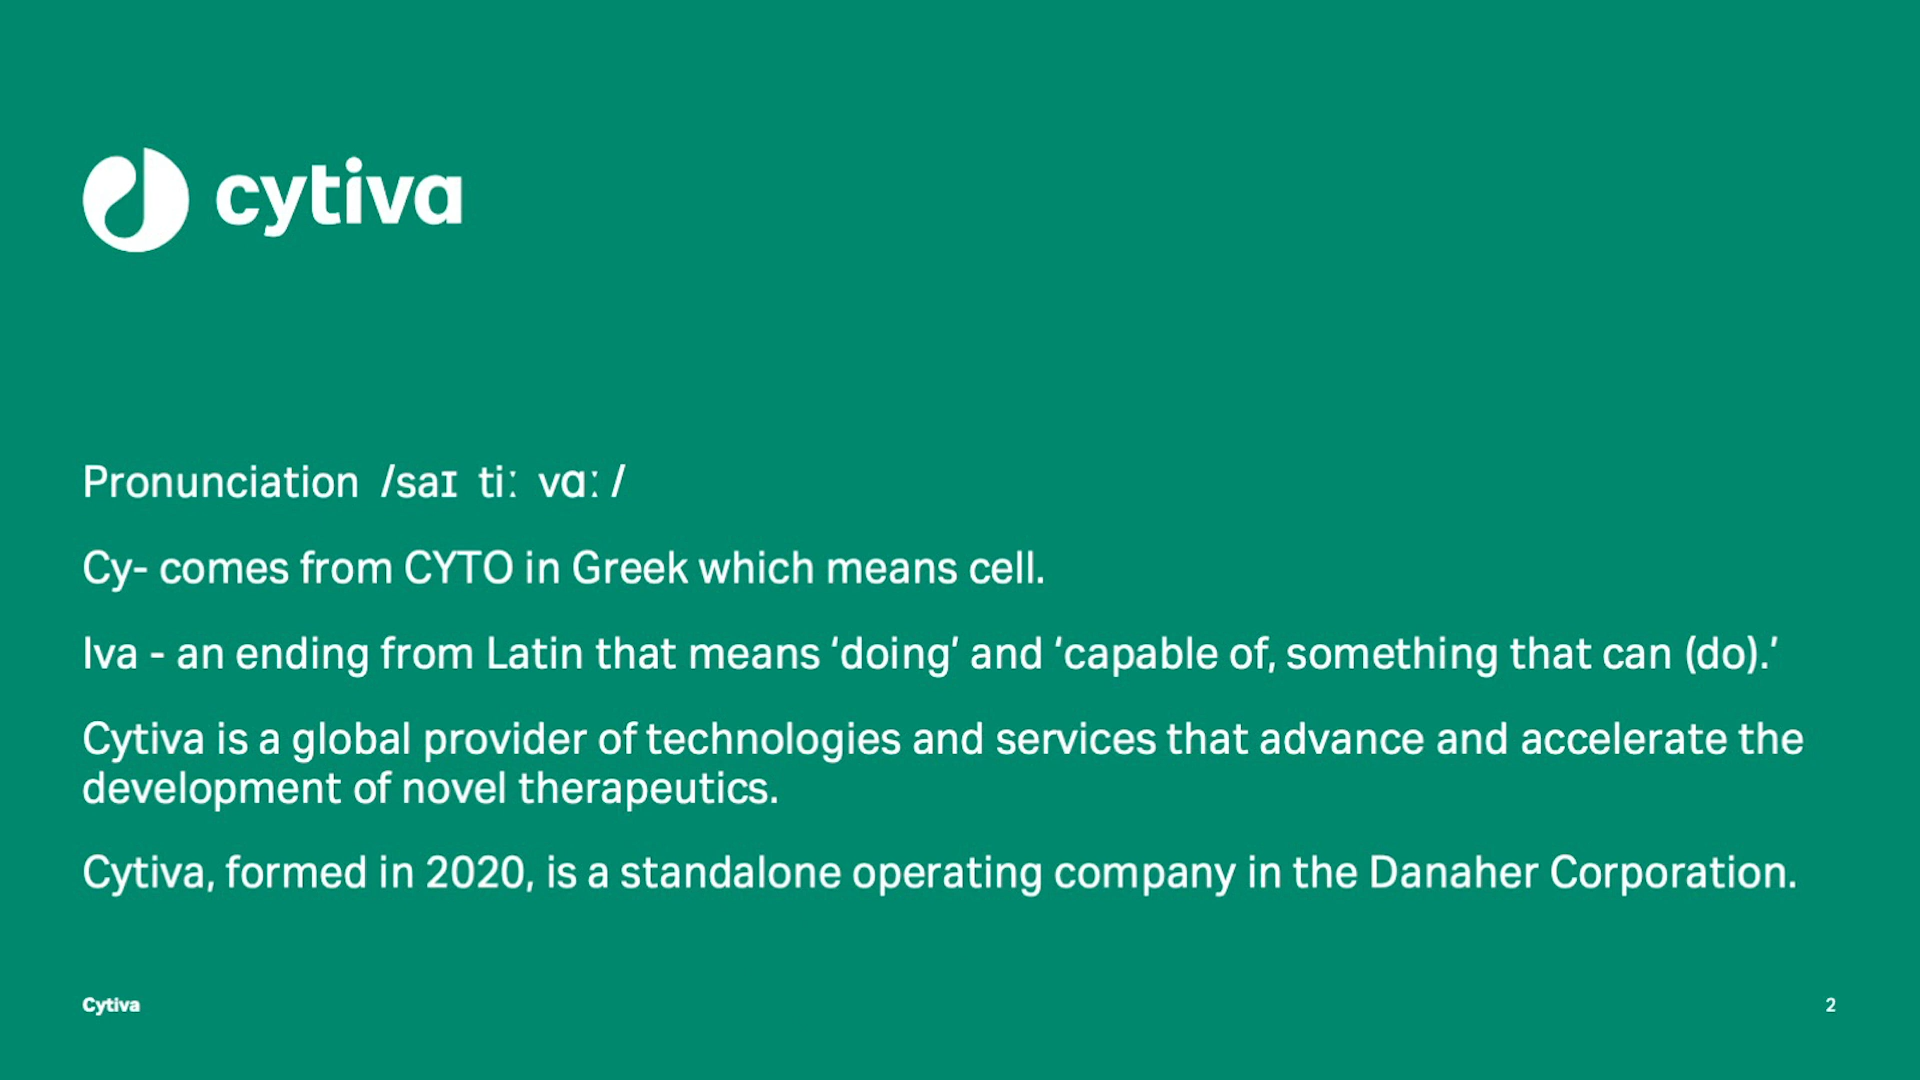 cytiva
Pronunciation /saɪ tiː vɑː/
Cy- comes from CYTO in Greek which means cell.
Iva - an ending from Latin that means ‘doing’ and ‘capable of, something that can (do).’
Cytiva is a global provider of technologies and services that advance and accelerate the
development of novel therapeutics.
Cytiva, formed in 2020, is a standalone operating company in the Danaher Corporation.
Cytiva
2